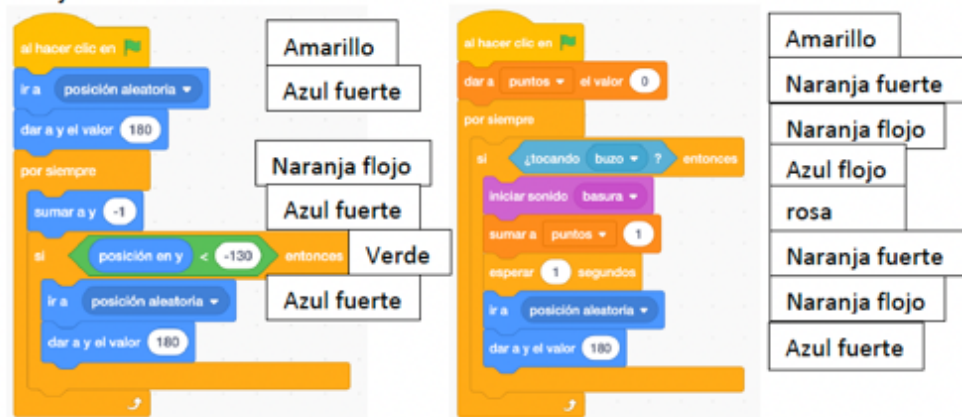 al hacer clic en
Amarillo
ir a posición aleatoria
Azul fuerte
dar a y el valor 180
por siempre
Naranja flojo
sumar a y -1
Azul fuerte
si posición en y < -130 entonces
Verde
ir a posición aleatoria
Azul fuerte
dar a y el valor 180
al hacer clic en
Amarillo
dar a puntos el valor 0
Naranja fuerte
por siempre
Naranja flojo
si ¿tocando buzo ? entonces
Azul flojo
iniciar sonido basura
rosa
sumar a puntos 1
Naranja fuerte
esperar 1 segundos
Naranja flojo
ir a posición aleatoria
dar a y el valor 180
Azul fuerte